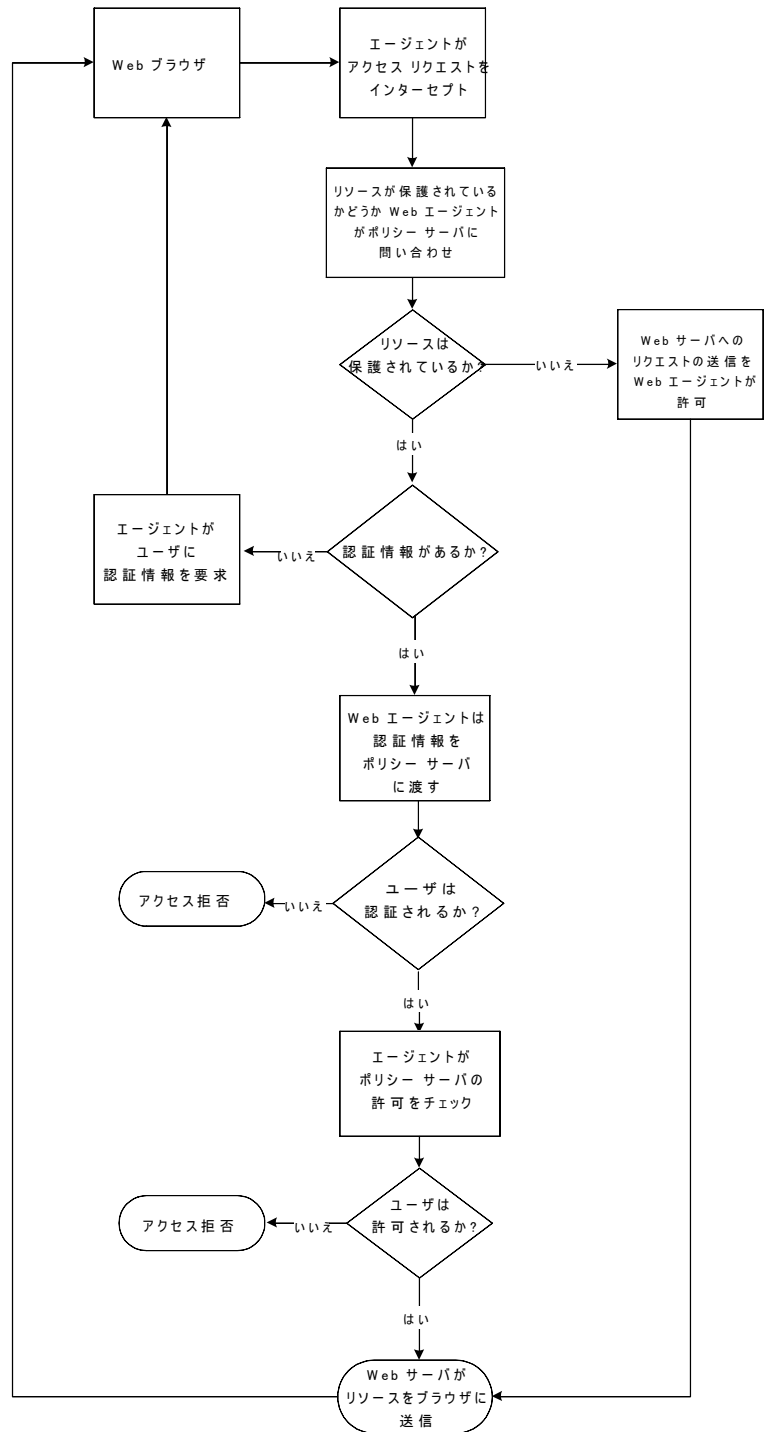 Web ブラウザ
エージェントが
アクセス リクエストを
インターセプト
リソースが保護されている
かどうか Web エージェント
がポリシー サーバに
問い合わせ
リソースは
保護されているか?
いいえ
Web サーバへの
リクエストの送信を
Web エージェントが
許可
はい
認証情報があるか?
いいえ
エージェントが
ユーザに
認証情報を要求
はい
Web エージェントは
認証情報を
ポリシー サーバ
に渡す
ユーザは
認証されるか?
いいえ
アクセス拒否
はい
エージェントが
ポリシー サーバの
許可をチェック
ユーザは
許可されるか?
いいえ
アクセス拒否
はい
Web サーバが
リソースをブラウザに
送信